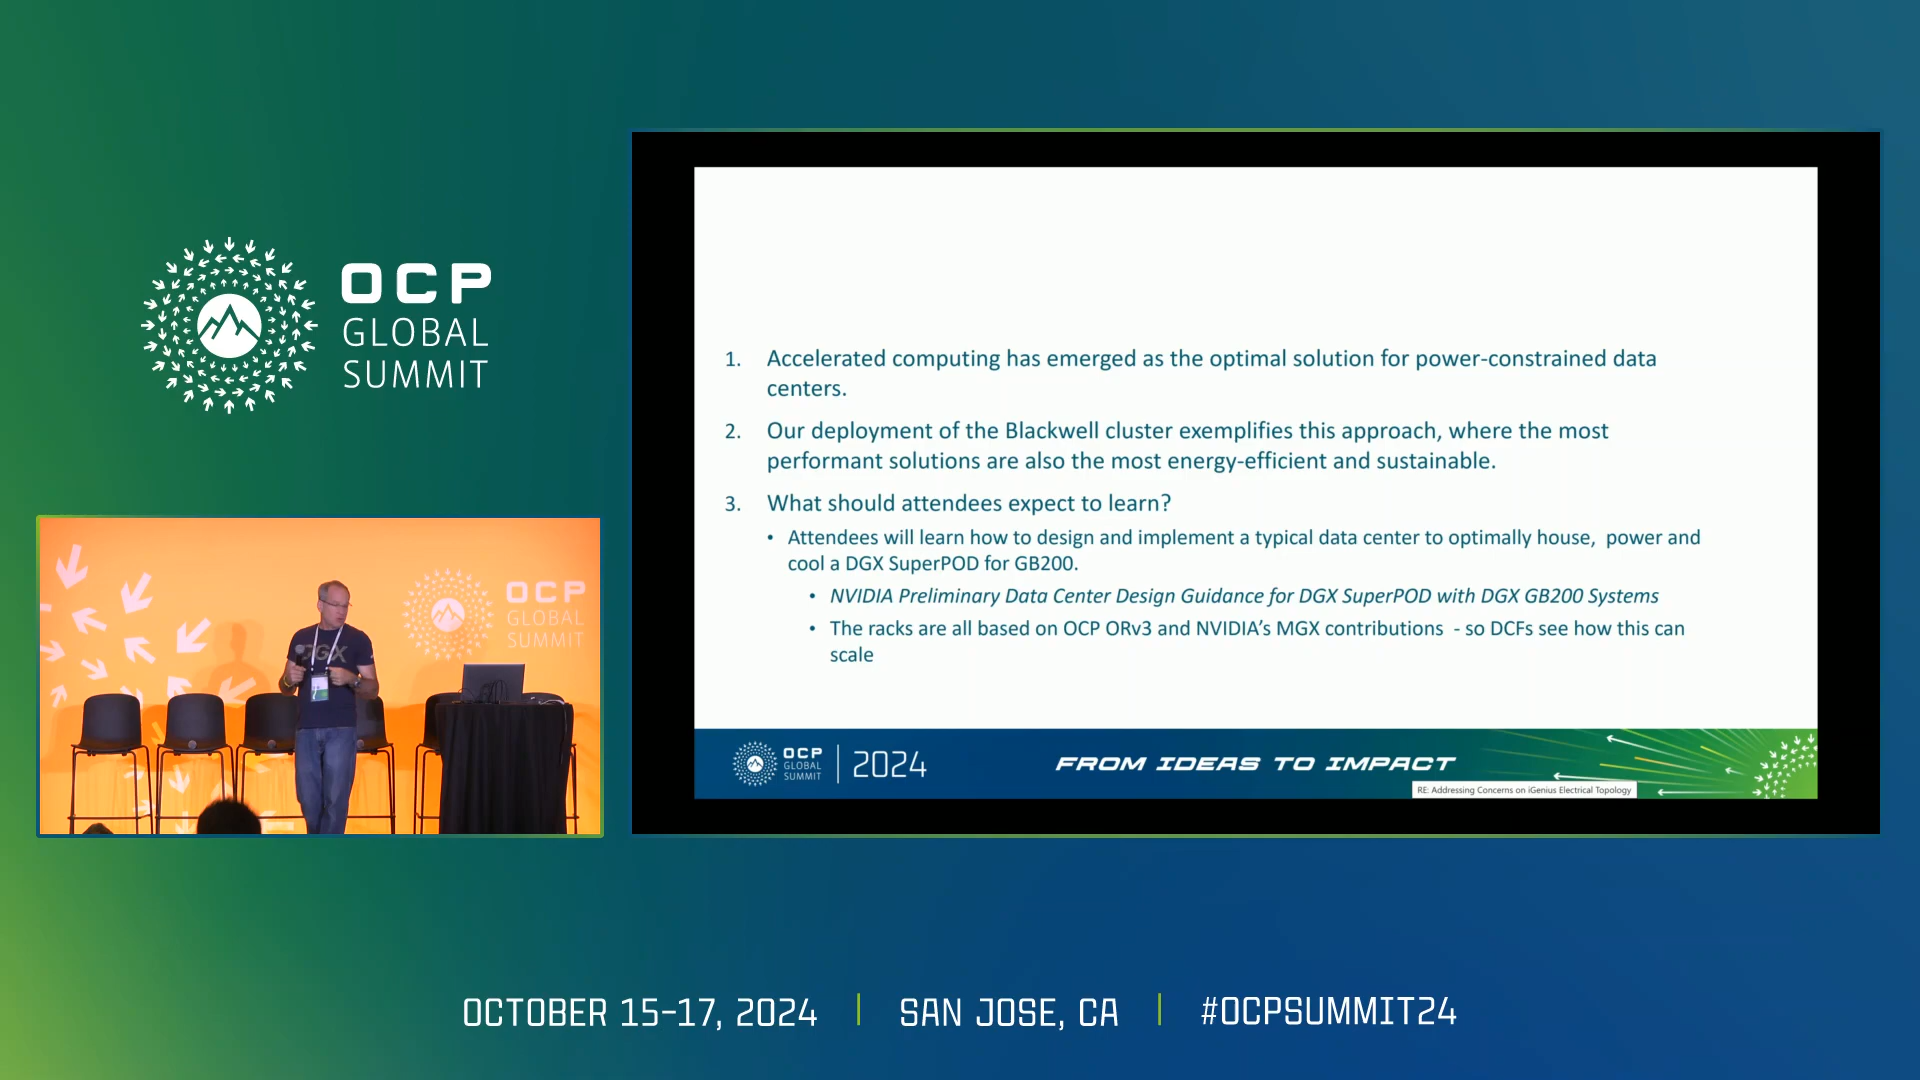 OCP
GLOBAL
SUMMIT
1. Accelerated computing has emerged as the optimal solution for power-constrained data
centers.
2. Our deployment of the Blackwell cluster exemplifies this approach, where the most
performant solutions are also the most energy-efficient and sustainable.
3. What should attendees expect to learn?
• Attendees will learn how to design and implement a typical data center to optimally house, power and
cool a DGX SuperPOD for GB200.
• NVIDIA Preliminary Data Center Design Guidance for DGX SuperPOD with DGX GB200 Systems
• The racks are all based on OCP ORv3 and NVIDIA's MGX contributions - so DCFs see how this can
scale
OCP
GLOBAL
SUMMIT
2024
FROM IDEAS TO IMPACT
RE: Addressing Concerns on iGenius Electrical Topology
OCP
GLOBAL
SUMMIT
DGX
OCTOBER 15-17, 2024
SAN JOSE, CA
#OCPSUMMIT24